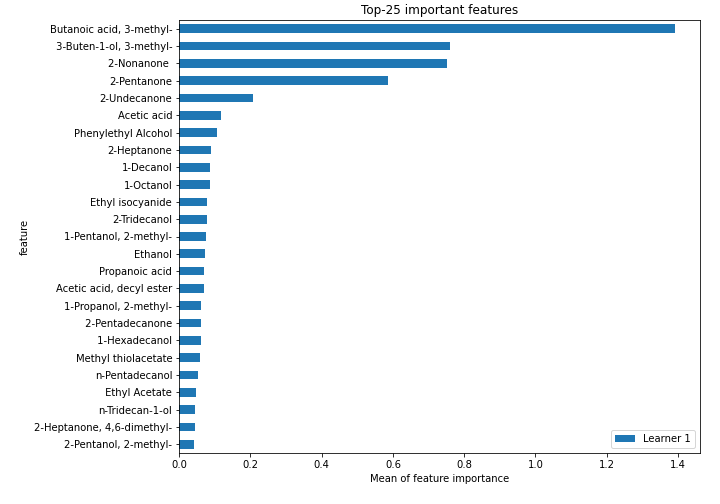 Top-25 important features
Butanoic acid, 3-methyl-
3-Buten-1-ol, 3-methyl-
2-Nonanone
2-Pentanone
2-Undecanone
Acetic acid
Phenylethyl Alcohol
2-Heptanone
1-Decanol
1-Octanol
Ethyl isocyanide
2-Tridecanol
1-Pentanol, 2-methyl-
Ethanol
Propanoic acid
Acetic acid, decyl ester
1-Propanol, 2-methyl-
2-Pentadecanone
1-Hexadecanol
Methyl thiolacetate
n-Pentadecanol
Ethyl Acetate
n-Tridecan-1-ol
2-Heptanone, 4,6-dimethyl-
2-Pentanol, 2-methyl-
feature
Learner 1
0.0 0.2 0.4 0.6 0.8 1.0 1.2 1.4
Mean of feature importance